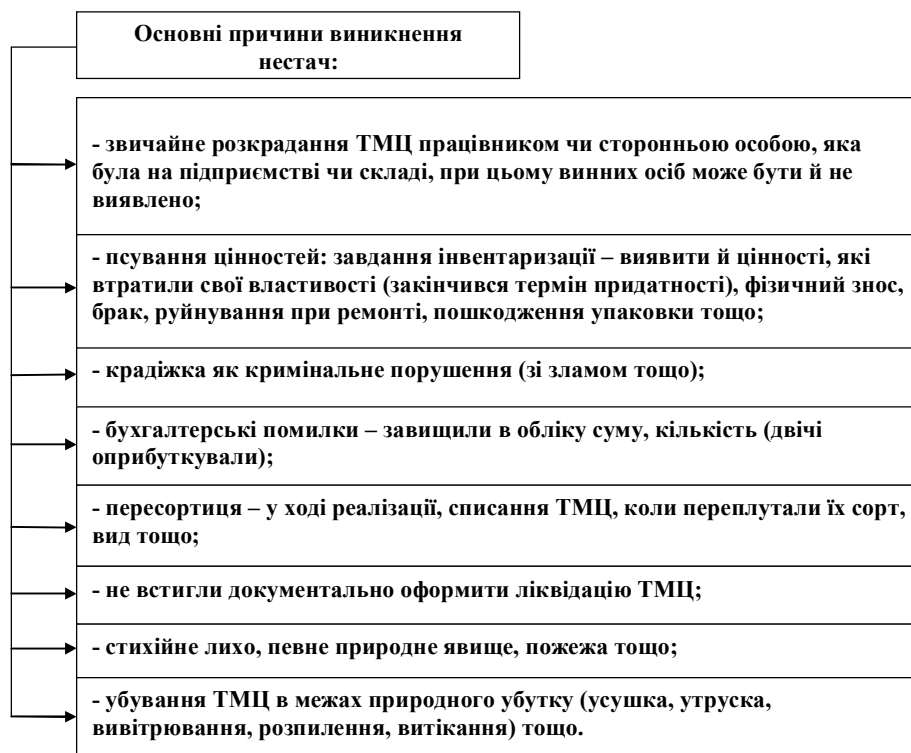 Основні причини виникнення
нестач:
- звичайне розкрадання ТМЦ працівником чи сторонньою особою, яка
була на підприємстві чи складі, при цьому винних осіб може бути й не
виявлено;
- псування цінностей: завдання інвентаризації – виявити й цінності, які
втратили свої властивості (закінчився термін придатності), фізичний знос,
брак, руйнування при ремонті, пошкодження упаковки тощо;
- крадіжка як кримінальне порушення (зі зламом тощо);
- бухгалтерські помилки – завищили в обліку суму, кількість (двічі
оприбуткували);
- пересортиця – у ході реалізації, списання ТМЦ, коли переплутали їх сорт,
вид тощо;
- не встигли документально оформити ліквідацію ТМЦ;
- стихійне лихо, певне природне явище, пожежа тощо;
- убування ТМЦ в межах природного убутку (усушка, утруска,
вивітрювання, розпилення, витікання) тощо.